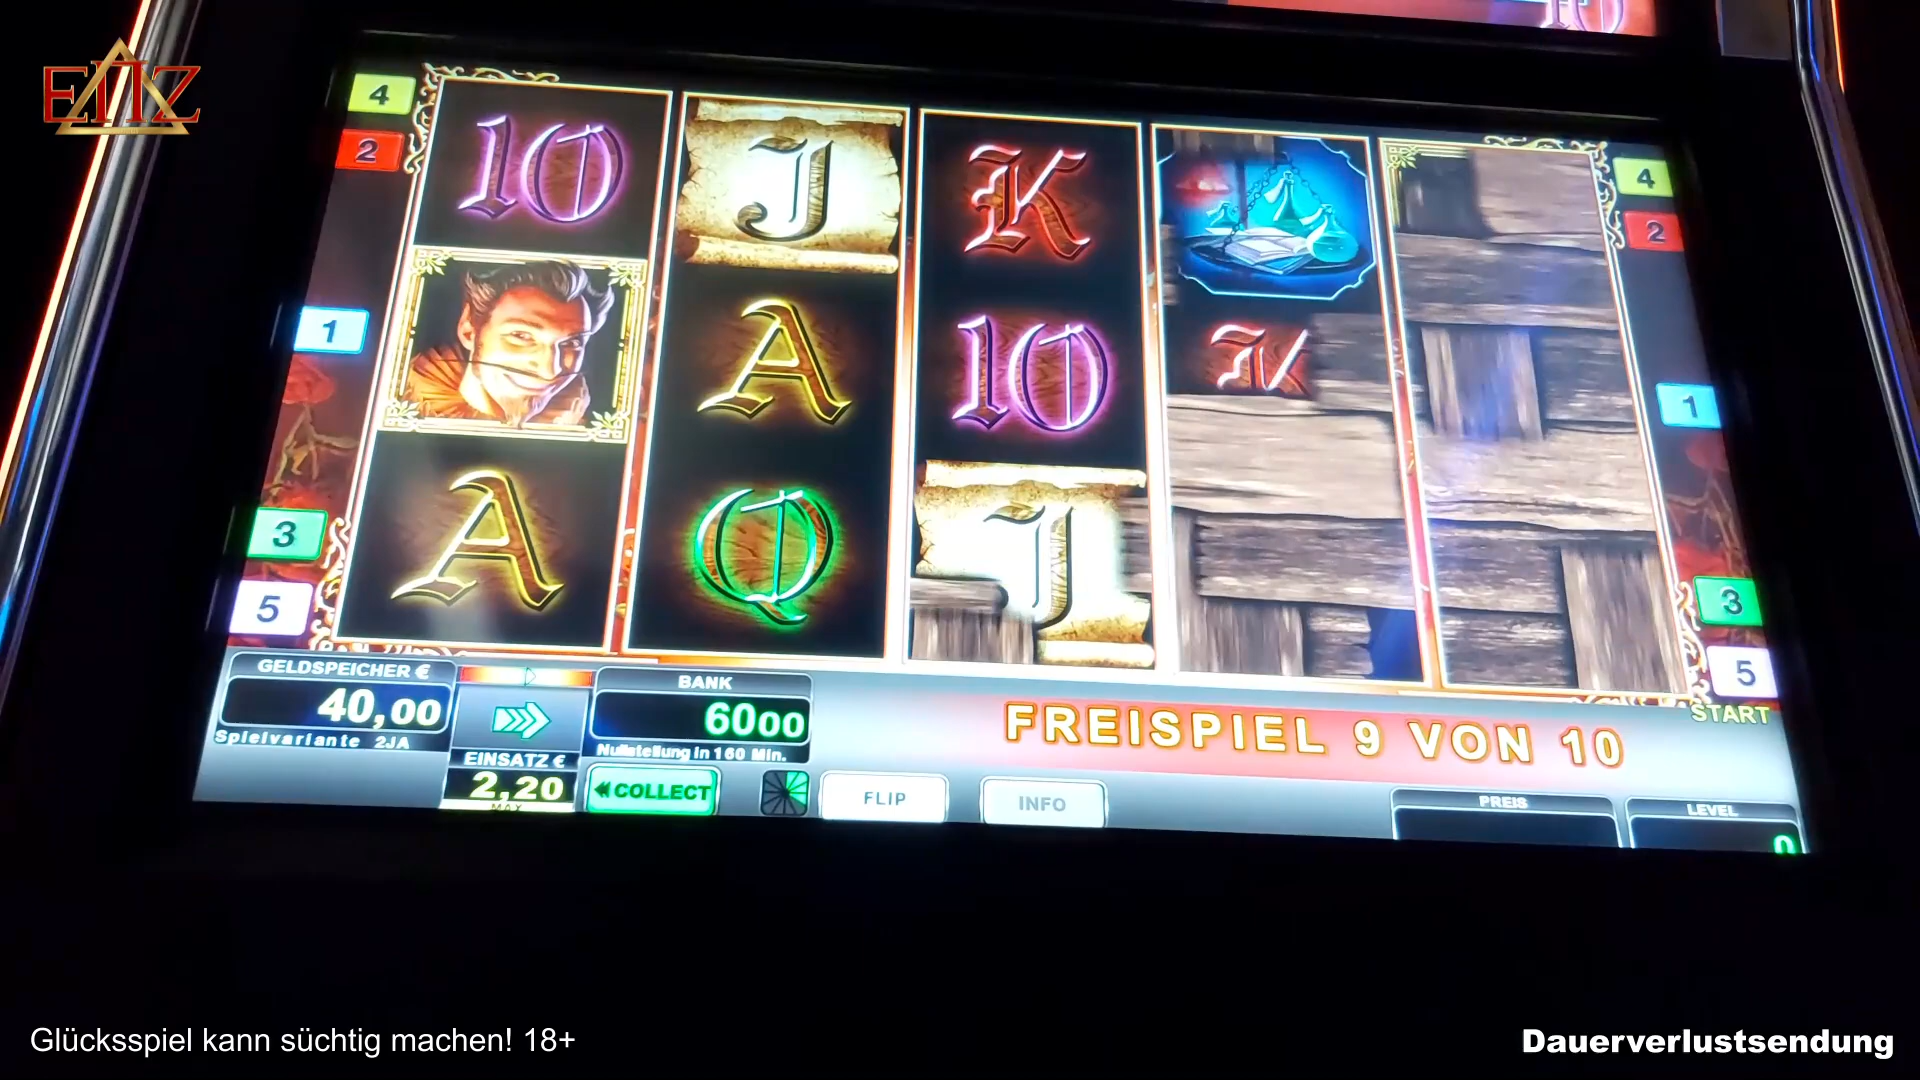 EΠZ
4
2
1
3
5
10
J
K
A
10
K
A
Q
J
4
2
1
3
5
START
GELDSPEICHER €
40,00
Spielvariante 2JA
EINSATZ €
2,20
MAX
BANK
6000
Nullstellung in 160 Min.
COLLECT
FLIP
INFO
FREISPIEL 9 VON 10
PREIS
LEVEL
0
Glücksspiel kann süchtig machen! 18+
Dauerverlustsendung